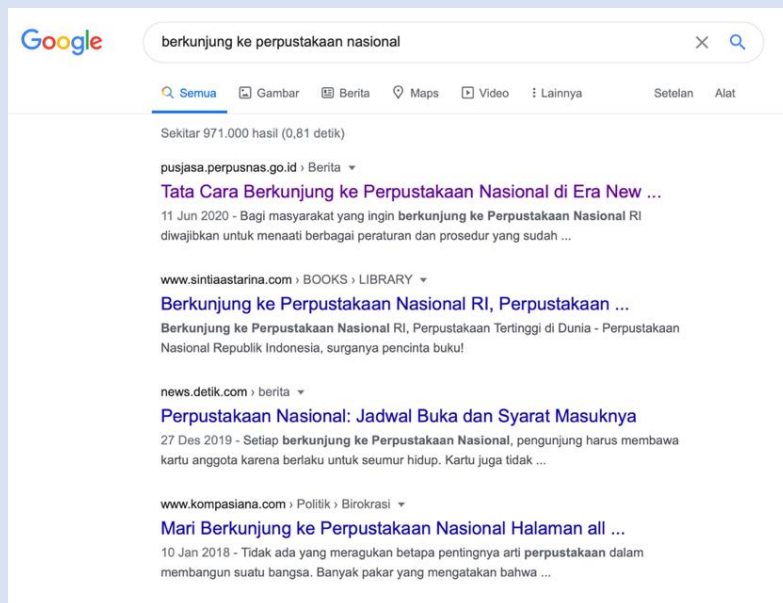 Google
berkunjung ke perpustakaan nasional
Semua Gambar Berita Maps Video Lainnya Setelan Alat
Sekitar 971.000 hasil (0,81 detik)
pusjasa.perpusnas.go.id › Berita
Tata Cara Berkunjung ke Perpustakaan Nasional di Era New ...
11 Jun 2020 - Bagi masyarakat yang ingin berkunjung ke Perpustakaan Nasional RI
diwajibkan untuk menaati berbagai peraturan dan prosedur yang sudah ...
www.sintiaastarina.com › BOOKS › LIBRARY
Berkunjung ke Perpustakaan Nasional RI, Perpustakaan ...
Berkunjung ke Perpustakaan Nasional RI, Perpustakaan Tertinggi di Dunia - Perpustakaan
Nasional Republik Indonesia, surganya pencinta buku!
news.detik.com › berita
Perpustakaan Nasional: Jadwal Buka dan Syarat Masuknya
27 Des 2019 - Setiap berkunjung ke Perpustakaan Nasional, pengunjung harus membawa
kartu anggota karena berlaku untuk seumur hidup. Kartu juga tidak ...
www.kompasiana.com › Politik › Birokrasi
Mari Berkunjung ke Perpustakaan Nasional Halaman all ...
10 Jan 2018 - Tidak ada yang meragukan betapa pentingnya arti perpustakaan dalam
membangun suatu bangsa. Banyak pakar yang mengatakan bahwa ...